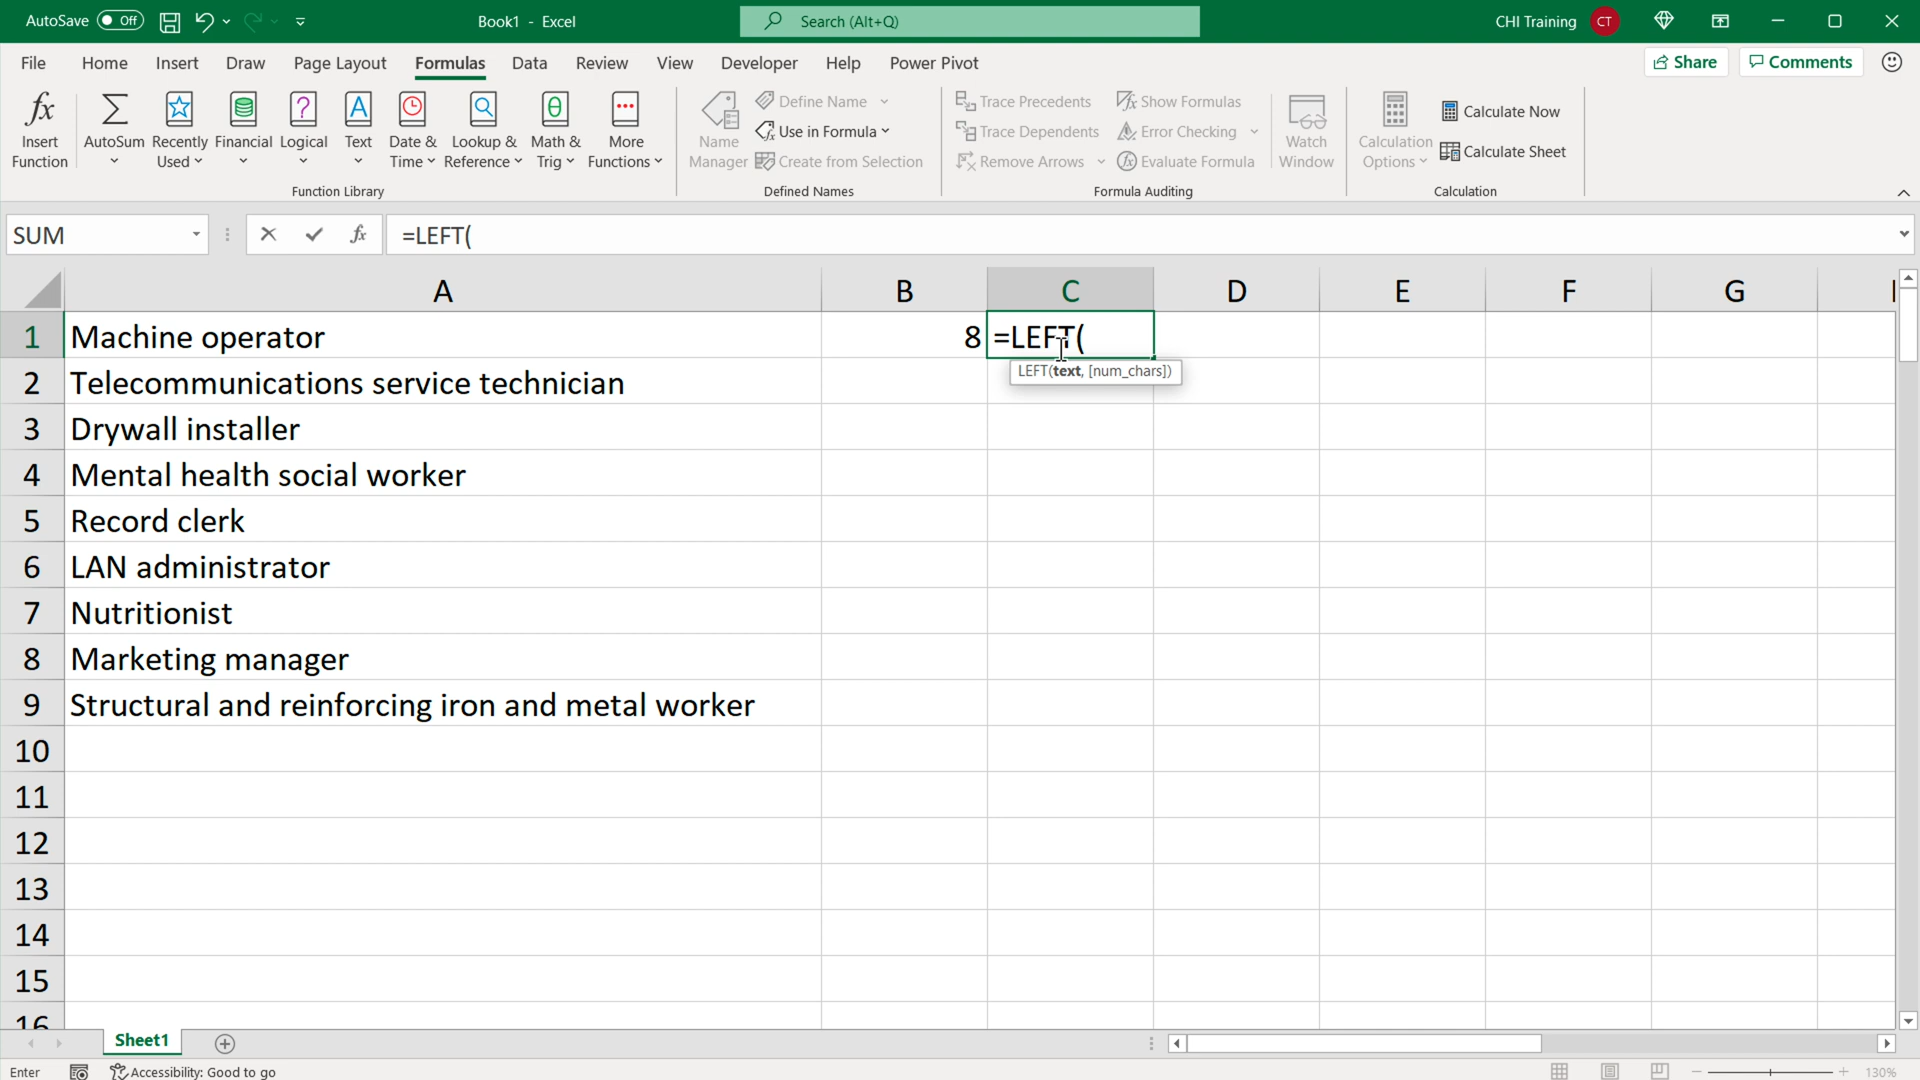 AutoSave Off Book1 - Excel Search (Alt+Q) CHI Training CT
File Home Insert Draw Page Layout Formulas Data Review View Developer Help Power Pivot Share Comments
Insert Function AutoSum Recently Used Financial Logical Text Date & Time Lookup & Reference Math & Trig More Functions
Function Library
Name Manager Define Name Use in Formula Create from Selection
Defined Names
Trace Precedents Show Formulas
Trace Dependents Error Checking
Remove Arrows Evaluate Formula
Watch Window
Formula Auditing
Calculation Options Calculate Now
Calculate Sheet
Calculation
SUM fx =LEFT(
A B C D E F G
1 Machine operator 8 =LEFT(
LEFT(text, [num_chars])
2 Telecommunications service technician
3 Drywall installer
4 Mental health social worker
5 Record clerk
6 LAN administrator
7 Nutritionist
8 Marketing manager
9 Structural and reinforcing iron and metal worker
10
11
12
13
14
15
16
Sheet1
Enter Accessibility: Good to go 130%